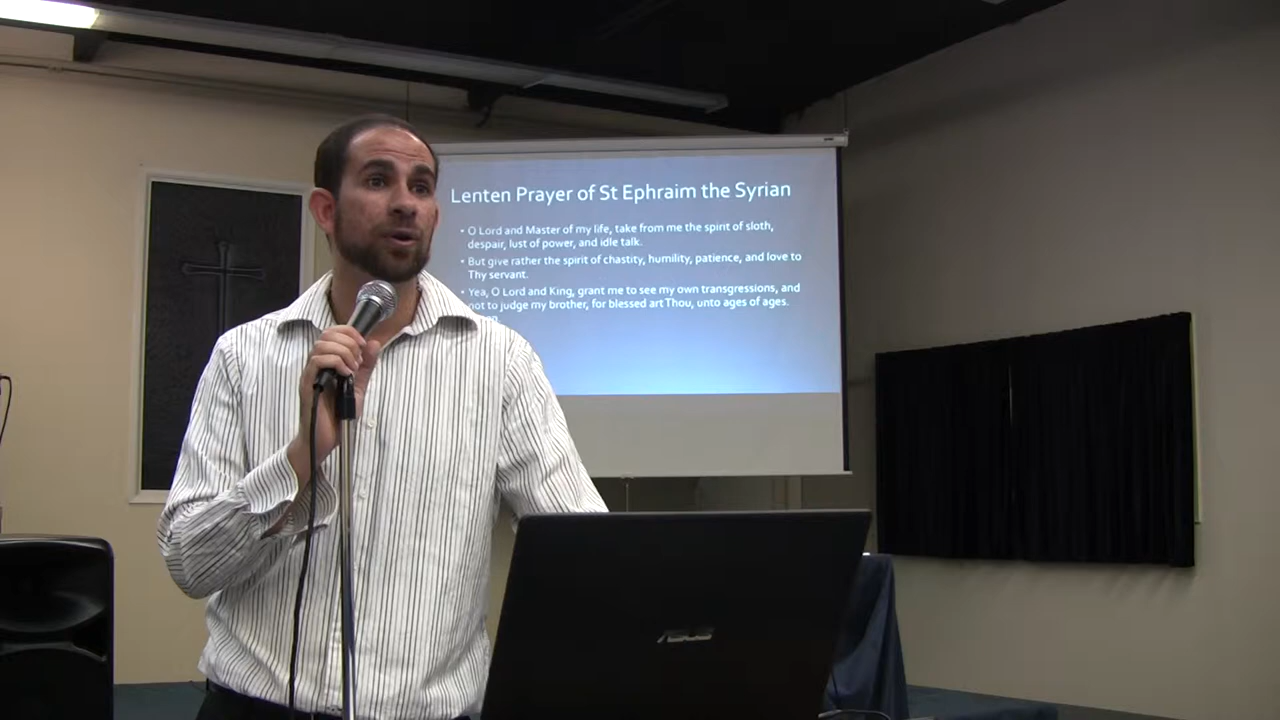 Lenten Prayer of St Ephraim the Syrian
• O Lord and Master of my life, take from me the spirit of sloth,
despair, lust of power, and idle talk.
• But give rather the spirit of chastity, humility, patience, and love to
Thy servant.
• Yea, O Lord and King, grant me to see my own transgressions, and
not to judge my brother, for blessed art Thou, unto ages of ages.
ASUS